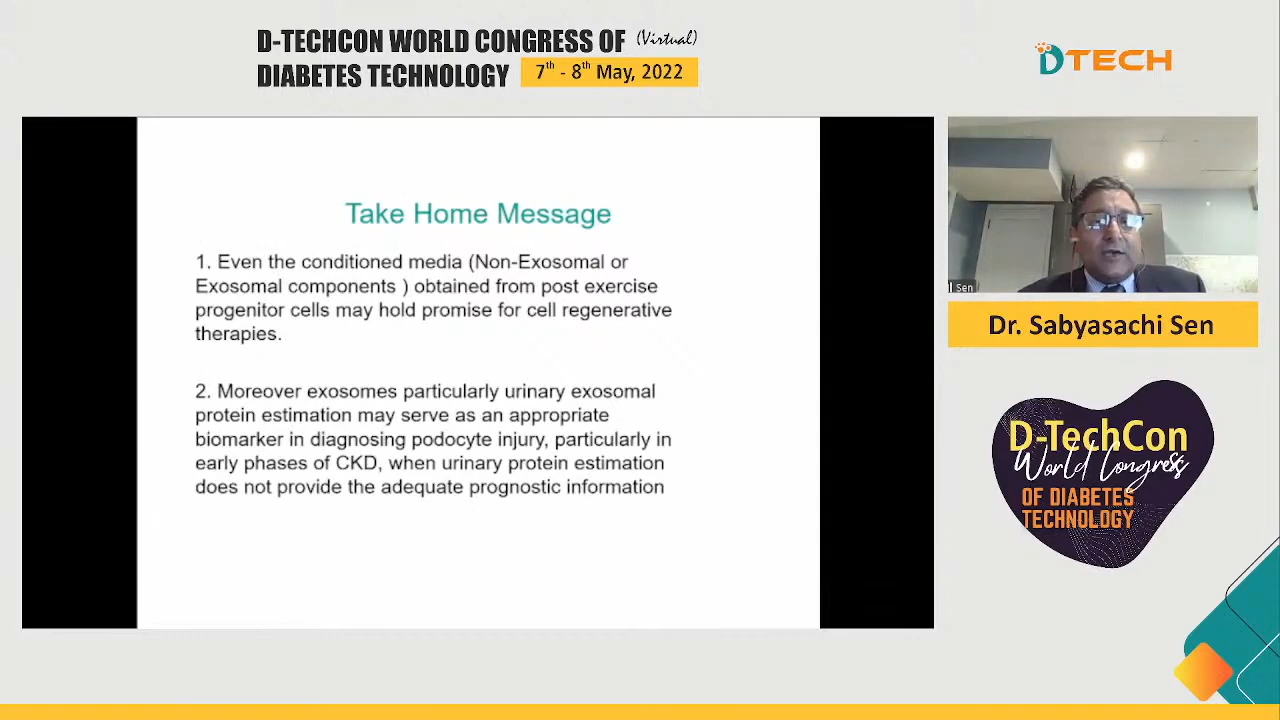 D-TECHCON WORLD CONGRESS OF (Virtual)
DIABETES TECHNOLOGY 7th - 8th May, 2022
DTECH
Take Home Message
1. Even the conditioned media (Non-Exosomal or
Exosomal components ) obtained from post exercise
progenitor cells may hold promise for cell regenerative
therapies.
2. Moreover exosomes particularly urinary exosomal
protein estimation may serve as an appropriate
biomarker in diagnosing podocyte injury, particularly in
early phases of CKD, when urinary protein estimation
does not provide the adequate prognostic information
Sen
Dr. Sabyasachi Sen
D-TechCon
World Congress
OF DIABETES
TECHNOLOGY